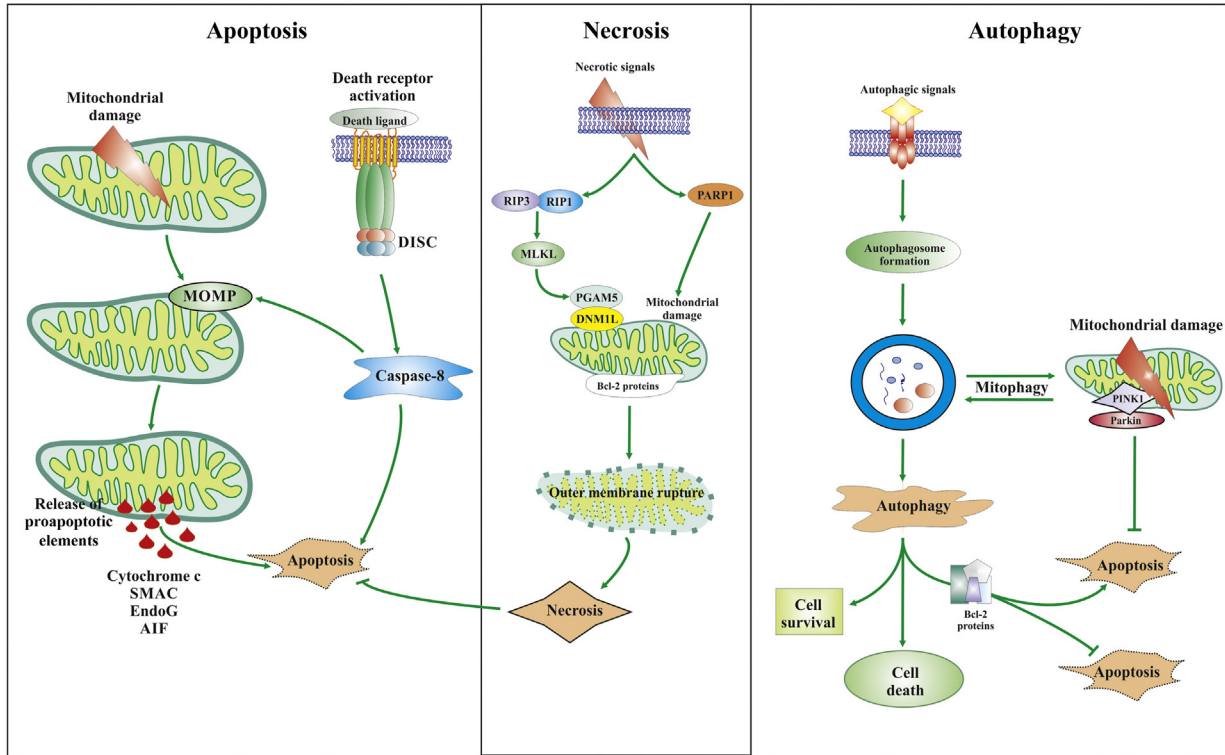 Apoptosis
Mitochondrial
damage
Death receptor
activation
Death ligand
DISC
MOMP
Caspase-8
Release of
proapoptotic
elements
Cytochrome c
SMAC
EndoG
AIF
Apoptosis
Necrosis
Necrotic signals
RIP3
RIP1
PARP1
MLKL
PGAM5
DNM1L
Mitochondrial
damage
Bcl-2 proteins
Outer membrane rupture
Necrosis
Autophagy
Autophagic signals
Autophagosome
formation
Mitochondrial damage
Mitophagy
PINK1
Parkin
Autophagy
Apoptosis
Cell
survival
Bcl-2
proteins
Cell
death
Apoptosis